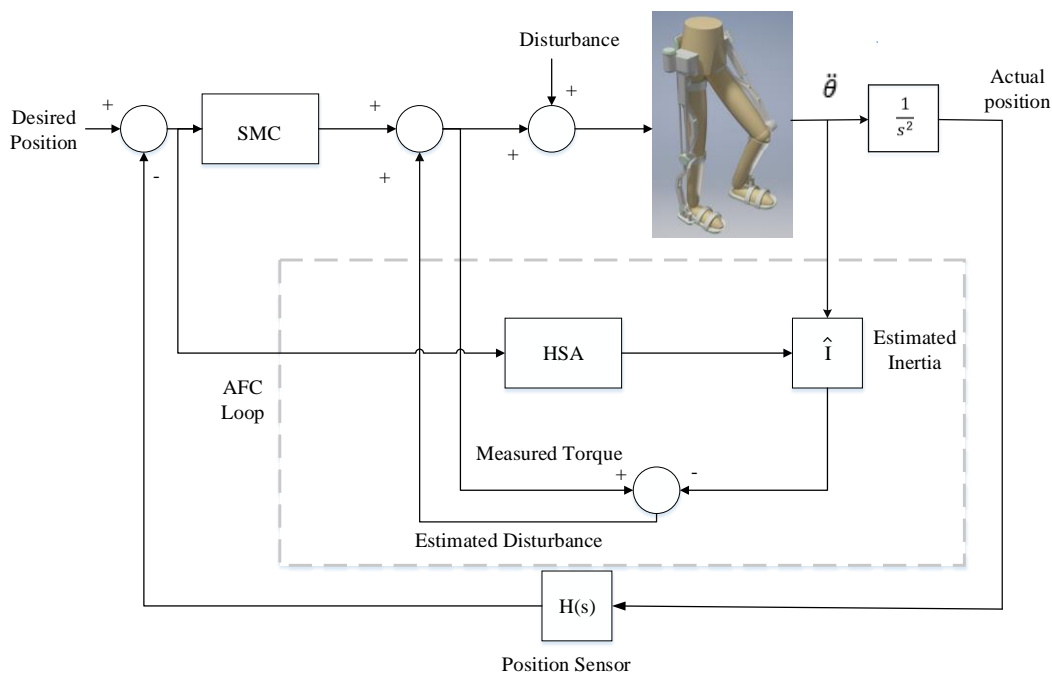 Disturbance
Desired
Position
+
-
SMC
+
+
+
+
θ̈
1
s²
Actual
position
AFC
Loop
HSA
Î
Estimated
Inertia
Measured Torque
+
-
Estimated Disturbance
H(s)
Position Sensor